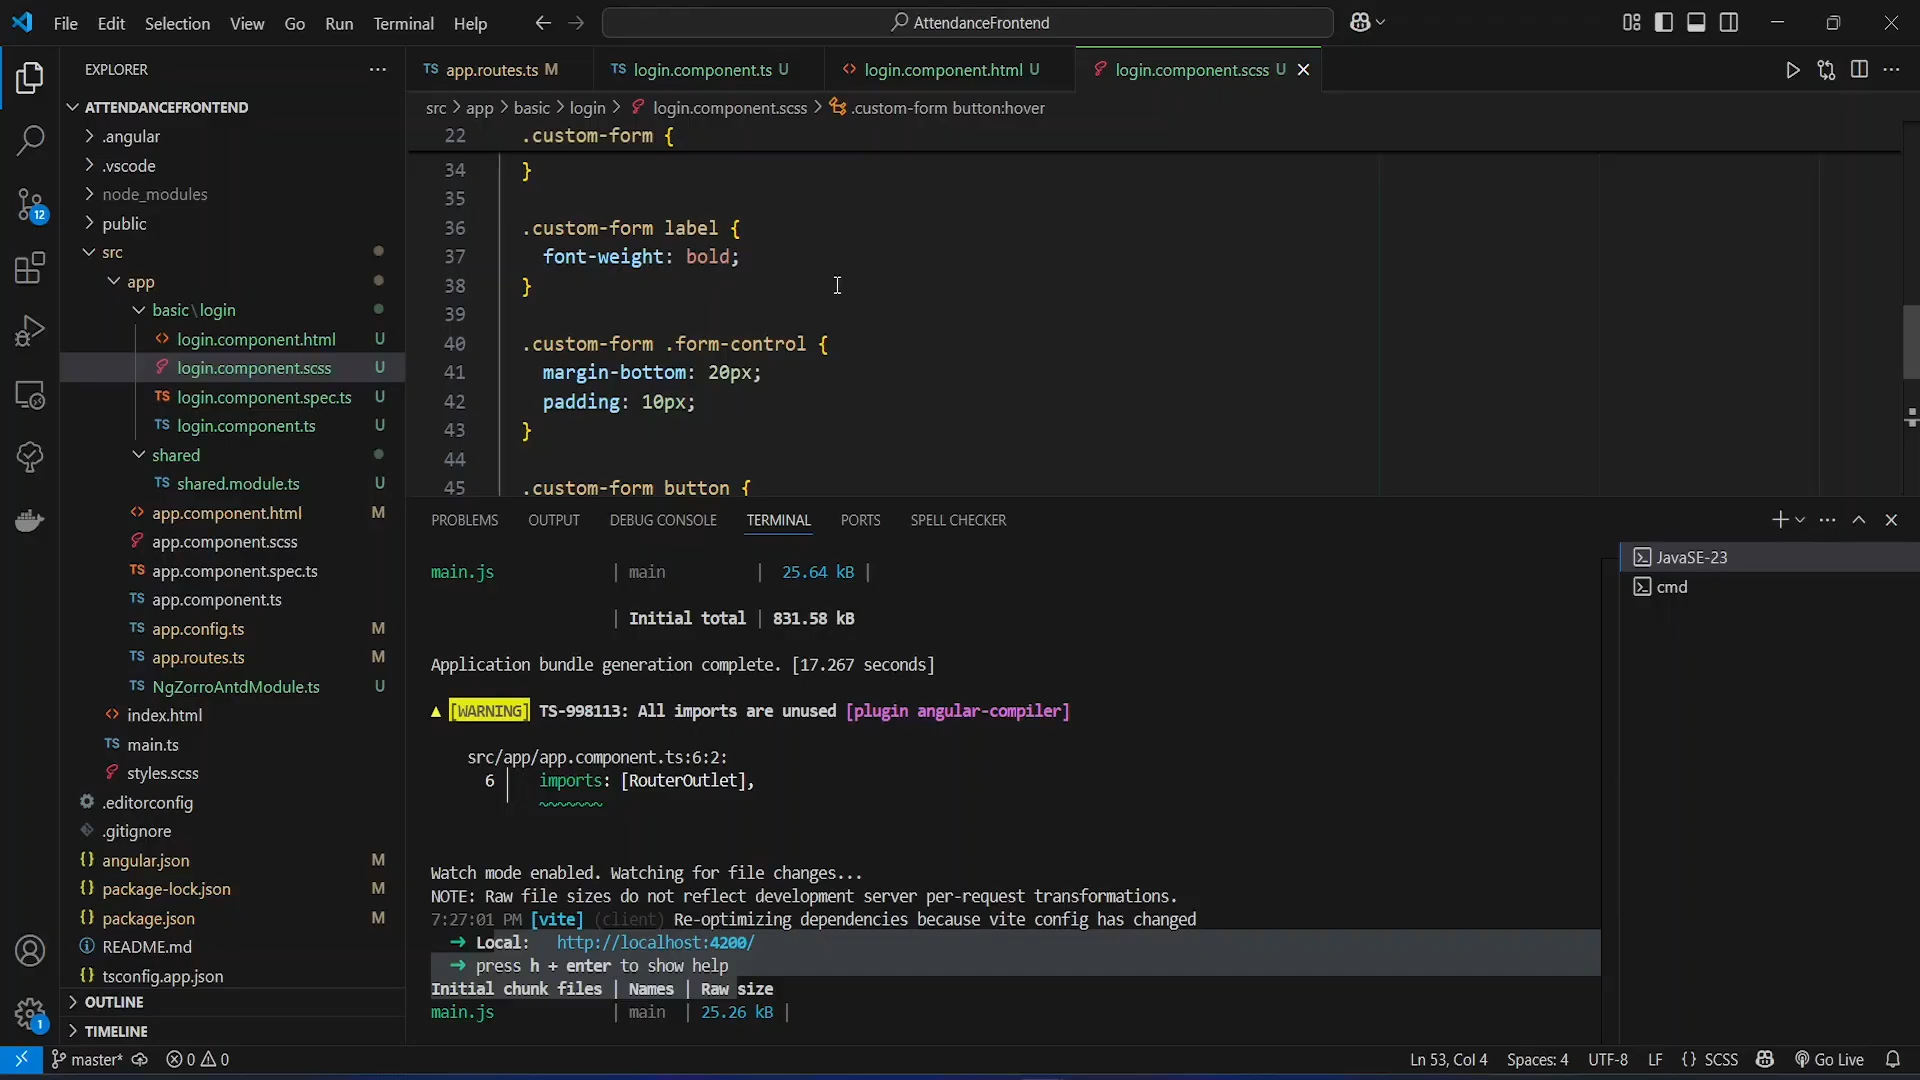 File Edit Selection View Go Run Terminal Help
AttendanceFrontend
EXPLORER
ATTENDANCEFRONTEND
.angular
.vscode
node_modules
public
src
app
basic\login
login.component.html U
login.component.scss U
login.component.spec.ts U
login.component.ts U
shared
TS shared.module.ts U
app.component.html M
app.component.scss
TS app.component.spec.ts
TS app.component.ts
TS app.config.ts M
TS app.routes.ts M
TS NgZorroAntdModule.ts U
index.html
TS main.ts
styles.scss
.editorconfig
.gitignore
{} angular.json M
{} package-lock.json M
{} package.json M
README.md
{} tsconfig.app.json
OUTLINE
TIMELINE
12
1
TS app.routes.ts M TS login.component.ts U <> login.component.html U login.component.scss U
src > app > basic > login > login.component.scss > .custom-form button:hover
22 .custom-form {
34 }
35
36 .custom-form label {
37 font-weight: bold;
38 }
39
40 .custom-form .form-control {
41 margin-bottom: 20px;
42 padding: 10px;
43 }
44
45 .custom-form button {
PROBLEMS OUTPUT DEBUG CONSOLE TERMINAL PORTS SPELL CHECKER
JavaSE-23
cmd
main.js | main | 25.64 kB |
| Initial total | 831.58 kB
Application bundle generation complete. [17.267 seconds]
▲ [WARNING] TS-998113: All imports are unused [plugin angular-compiler]
src/app/app.component.ts:6:2:
6 │ imports: [RouterOutlet],
~~~~~~~
Watch mode enabled. Watching for file changes...
NOTE: Raw file sizes do not reflect development server per-request transformations.
7:27:01 PM [vite] (client) Re-optimizing dependencies because vite config has changed
➜ Local: http://localhost:4200/
➜ press h + enter to show help
Initial chunk files | Names | Raw size
main.js | main | 25.26 kB |
master* 0 0 Ln 53, Col 4 Spaces: 4 UTF-8 LF {} SCSS Go Live